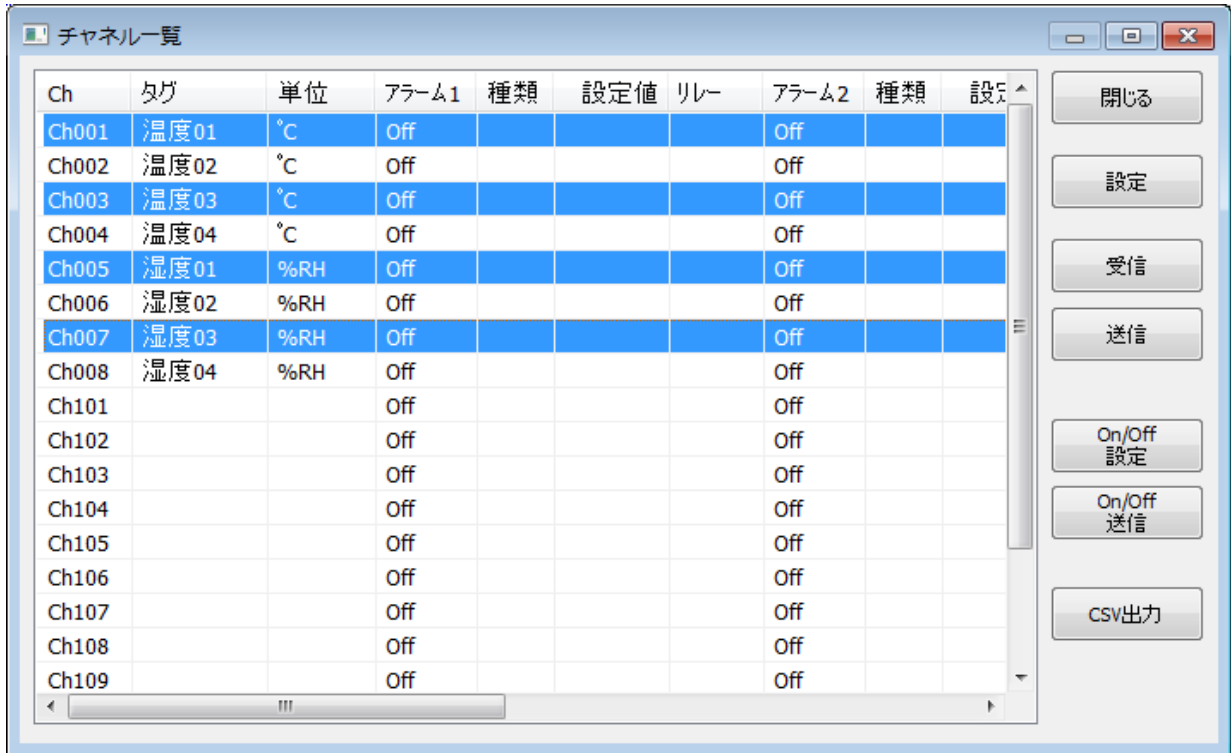 チャネル一覧
Ch タグ 単位 アラーム1 種類 設定値 リレー アラーム2 種類 設定
Ch001 温度01 ℃ Off Off
Ch002 温度02 ℃ Off Off
Ch003 温度03 ℃ Off Off
Ch004 温度04 ℃ Off Off
Ch005 湿度01 %RH Off Off
Ch006 湿度02 %RH Off Off
Ch007 湿度03 %RH Off Off
Ch008 湿度04 %RH Off Off
Ch101 Off Off
Ch102 Off Off
Ch103 Off Off
Ch104 Off Off
Ch105 Off Off
Ch106 Off Off
Ch107 Off Off
Ch108 Off Off
Ch109 Off Off
閉じる
設定
受信
送信
On/Off
設定
On/Off
送信
CSV出力